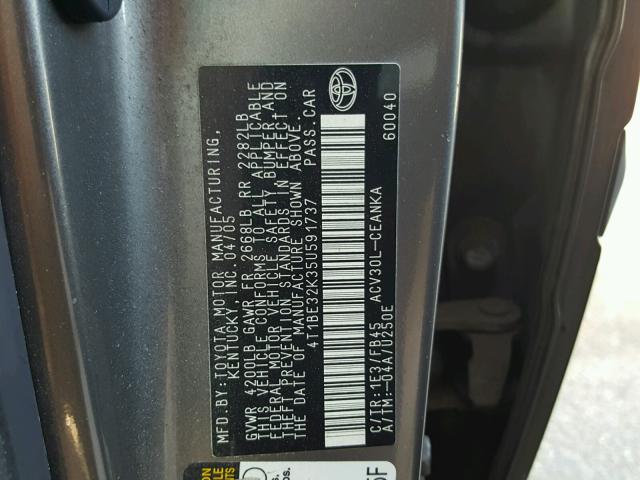 MFD.BY:TOYOTA MOTOR MANUFACTURING,
KENTUCKY, INC. 04/05
GVWR 4200LB GAWR FR 2668LB RR 2282LB
THIS VEHICLE CONFORMS TO ALL APPLICABLE
FEDERAL MOTOR VEHICLE SAFETY BUMPER,AND
THEFT PREVENTION STANDARDS IN EFFECT ON
THE DATE OF MANUFACTURE SHOWN ABOVE.
4T1BE32K35U591737 PASS.CAR
C/TR:1E3/FB45 ACV30L-CEANKA
A/TM:-04A/U250E 60040
5F